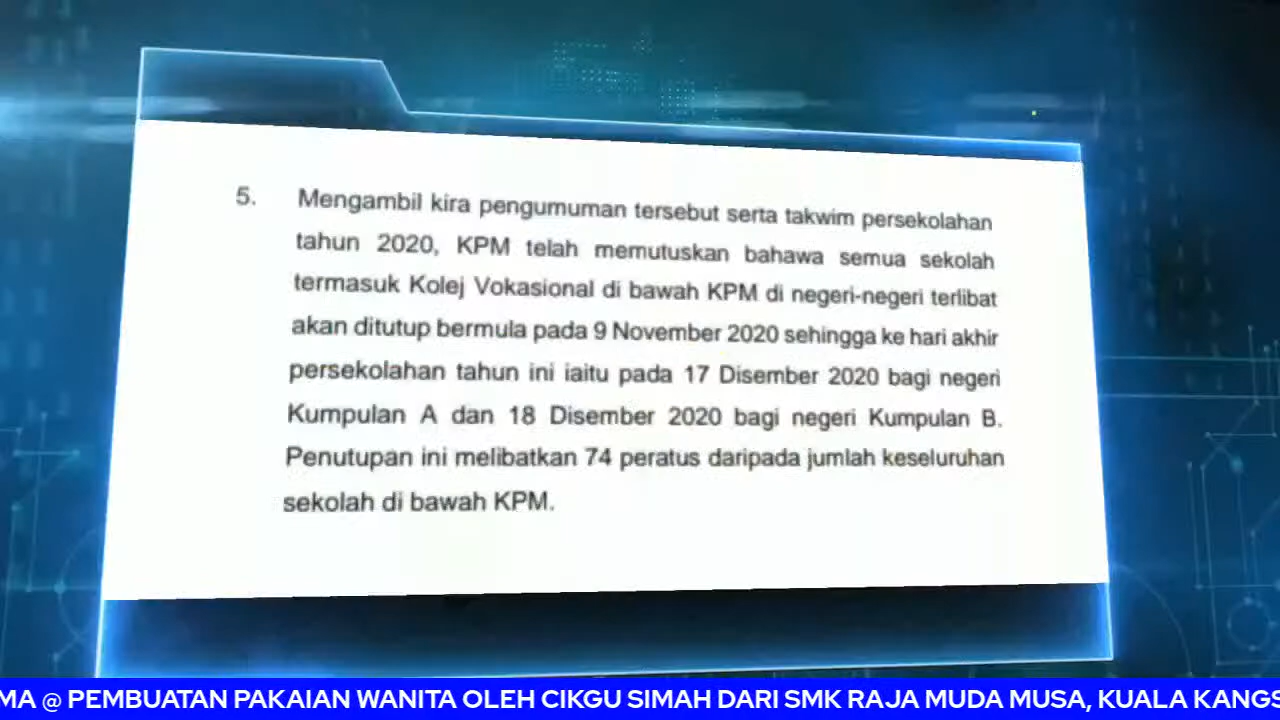 5. Mengambil kira pengumuman tersebut serta takwim persekolahan
tahun 2020, KPM telah memutuskan bahawa semua sekolah
termasuk Kolej Vokasional di bawah KPM di negeri-negeri terlibat
akan ditutup bermula pada 9 November 2020 sehingga ke hari akhir
persekolahan tahun ini iaitu pada 17 Disember 2020 bagi negeri
Kumpulan A dan 18 Disember 2020 bagi negeri Kumpulan B.
Penutupan ini melibatkan 74 peratus daripada jumlah keseluruhan
sekolah di bawah KPM.
MA @ PEMBUATAN PAKAIAN WANITA OLEH CIKGU SIMAH DARI SMK RAJA MUDA MUSA, KUALA KANGS